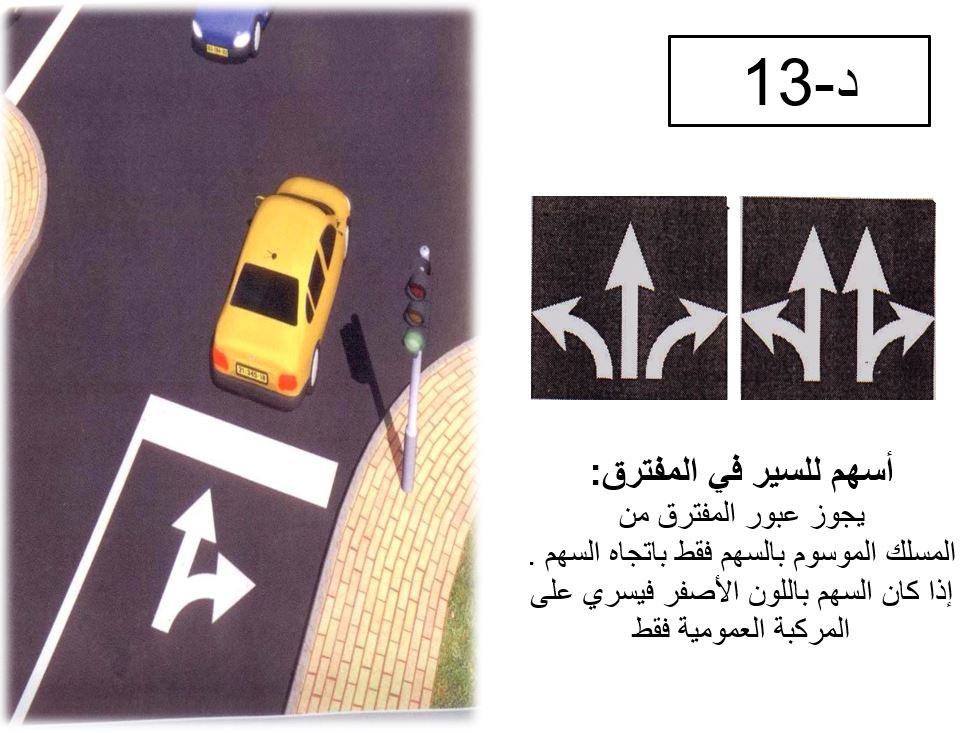 د-13
أسهم للسير في المفترق:
يجوز عبور المفترق من
المسلك الموسوم بالسهم فقط باتجاه السهم .
إذا كان السهم باللون الأصفر فيسري على
المركبة العمومية فقط